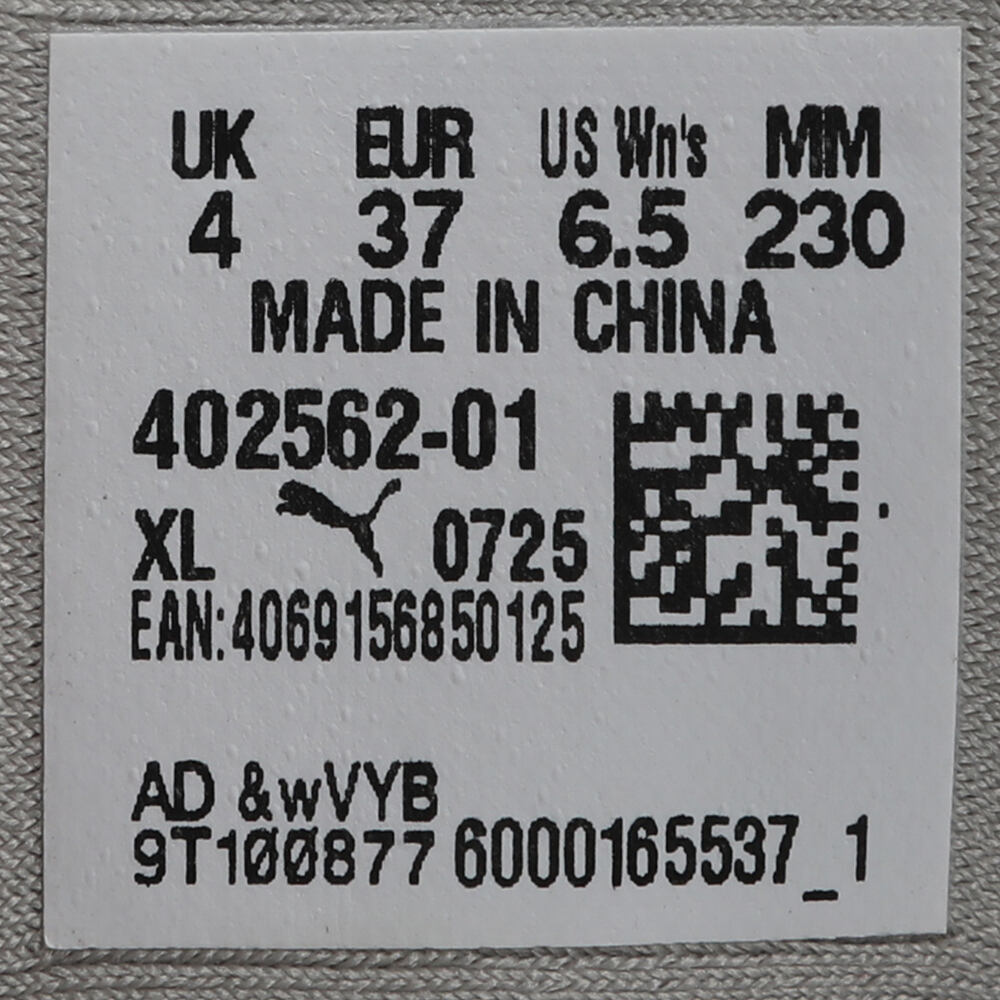 UK EUR US Wn's MM
4 37 6.5 230
MADE IN CHINA
402562-01
XL 0725
EAN:4069156850125
AD &wVYB
9T100877 6000165537_1